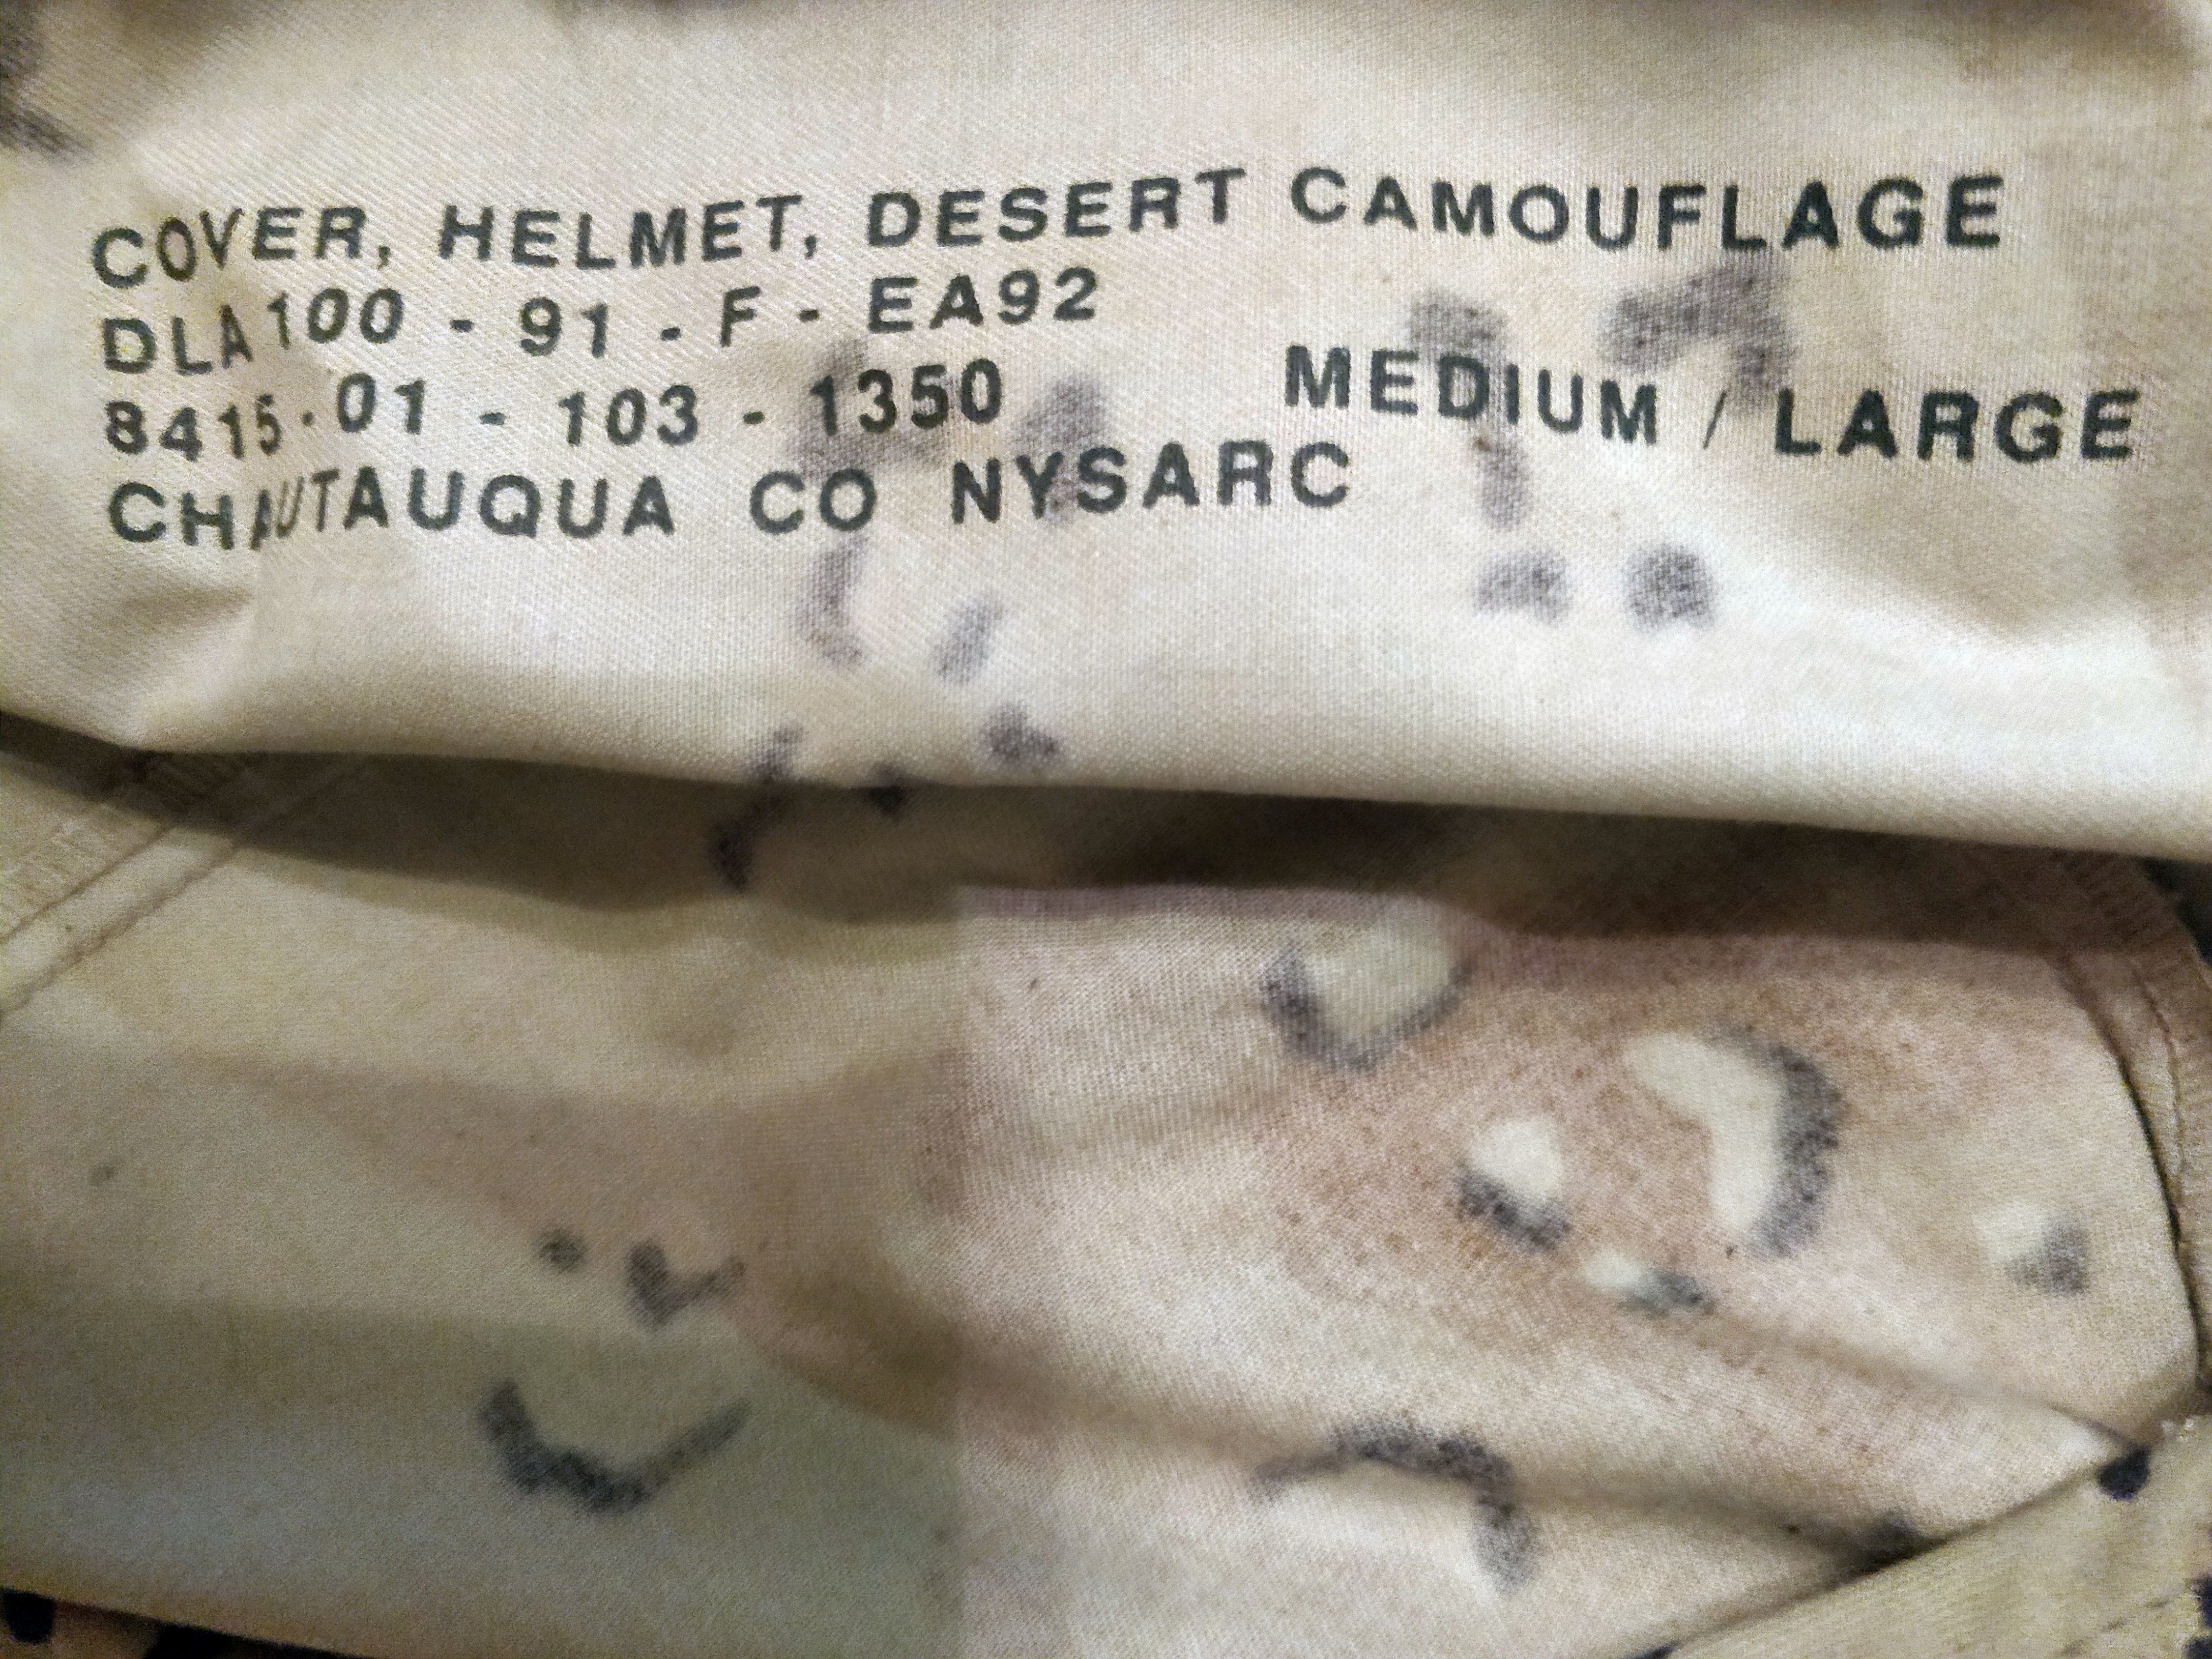 COVER, HELMET, DESERT CAMOUFLAGE
DLA100 - 91 - F - EA92
8415-01 - 103 - 1350 MEDIUM / LARGE
CHAUTAUQUA CO NYSARC